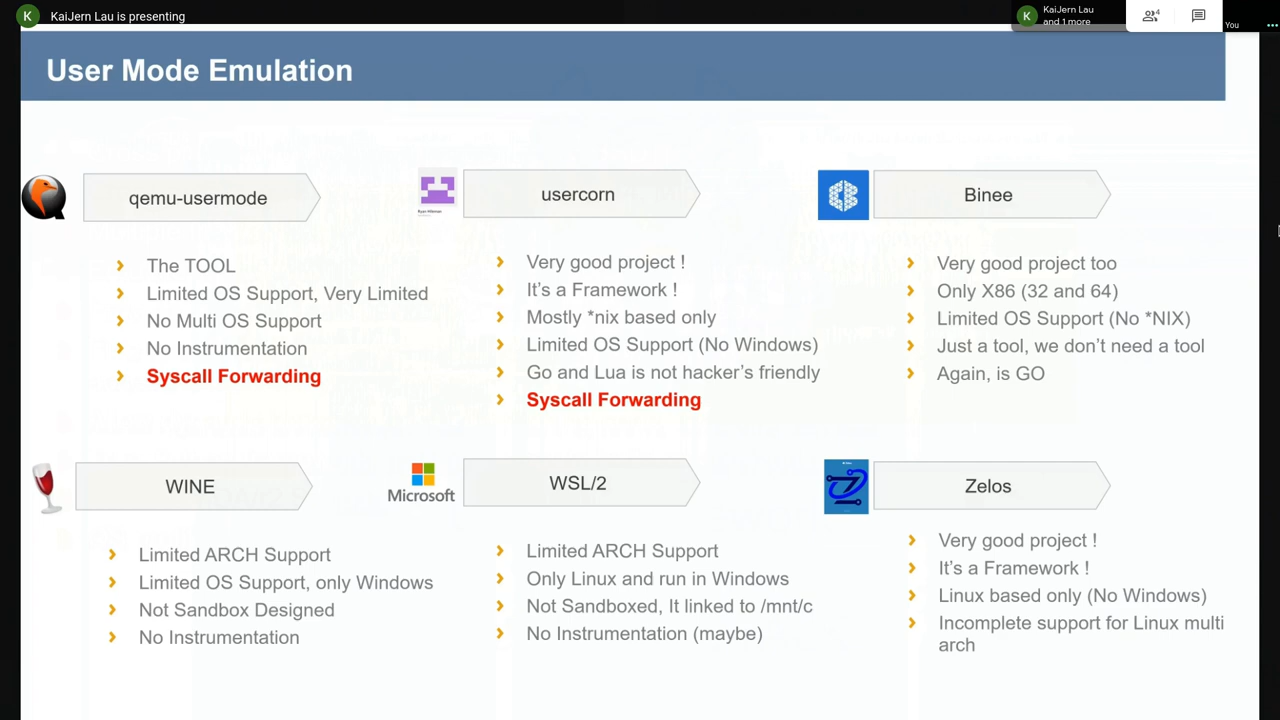 K
KaiJern Lau is presenting
K
KaiJern Lau
and 1 more
4
You
User Mode Emulation
qemu-usermode
The TOOL
Limited OS Support, Very Limited
No Multi OS Support
No Instrumentation
Syscall Forwarding
usercorn
Very good project !
It's a Framework !
Mostly *nix based only
Limited OS Support (No Windows)
Go and Lua is not hacker's friendly
Syscall Forwarding
Binee
Very good project too
Only X86 (32 and 64)
Limited OS Support (No *NIX)
Just a tool, we don't need a tool
Again, is GO
WINE
Limited ARCH Support
Limited OS Support, only Windows
Not Sandbox Designed
No Instrumentation
Microsoft
WSL/2
Limited ARCH Support
Only Linux and run in Windows
Not Sandboxed, It linked to /mnt/c
No Instrumentation (maybe)
Zelos
Very good project !
It's a Framework !
Linux based only (No Windows)
Incomplete support for Linux multi
arch